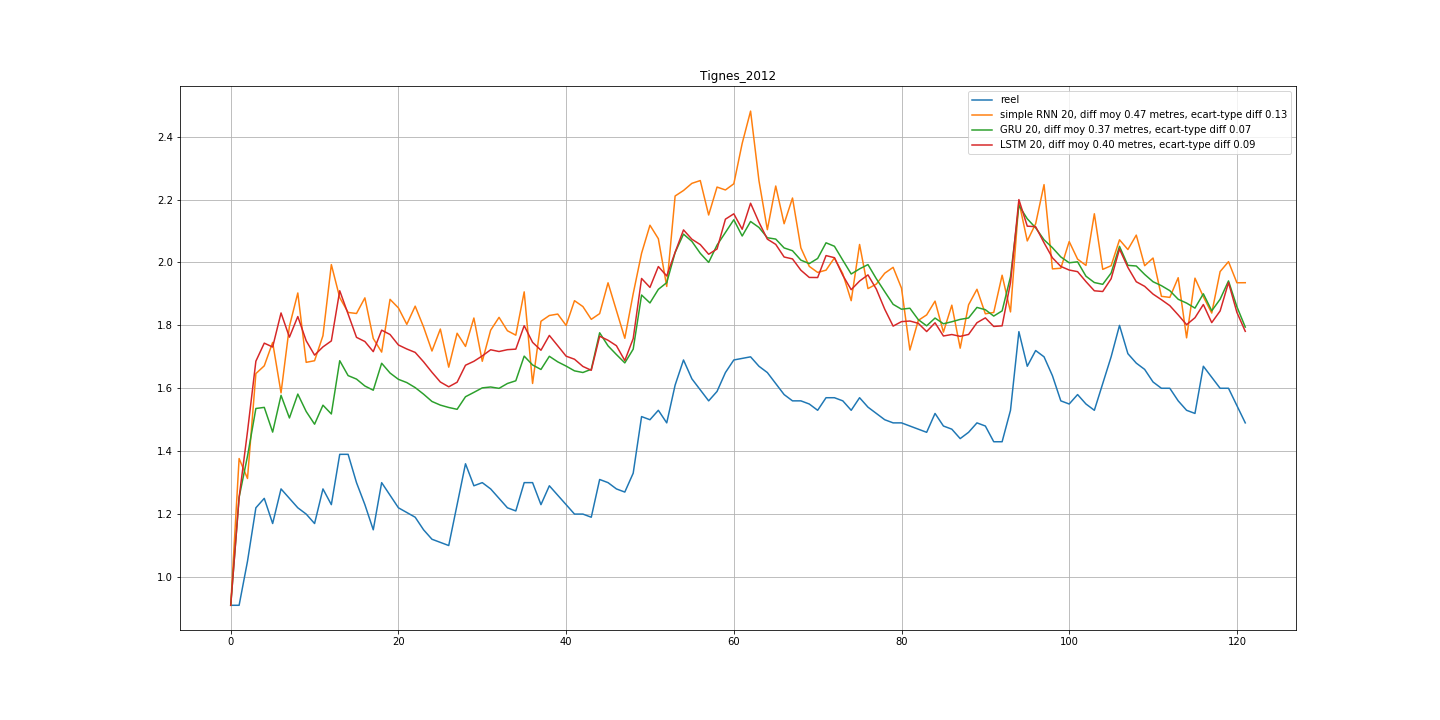 Tignes_2012
reel
simple RNN 20, diff moy 0.47 metres, ecart-type diff 0.13
GRU 20, diff moy 0.37 metres, ecart-type diff 0.07
LSTM 20, diff moy 0.40 metres, ecart-type diff 0.09
2.4
2.2
2.0
1.8
1.6
1.4
1.2
1.0
0 20 40 60 80 100 120